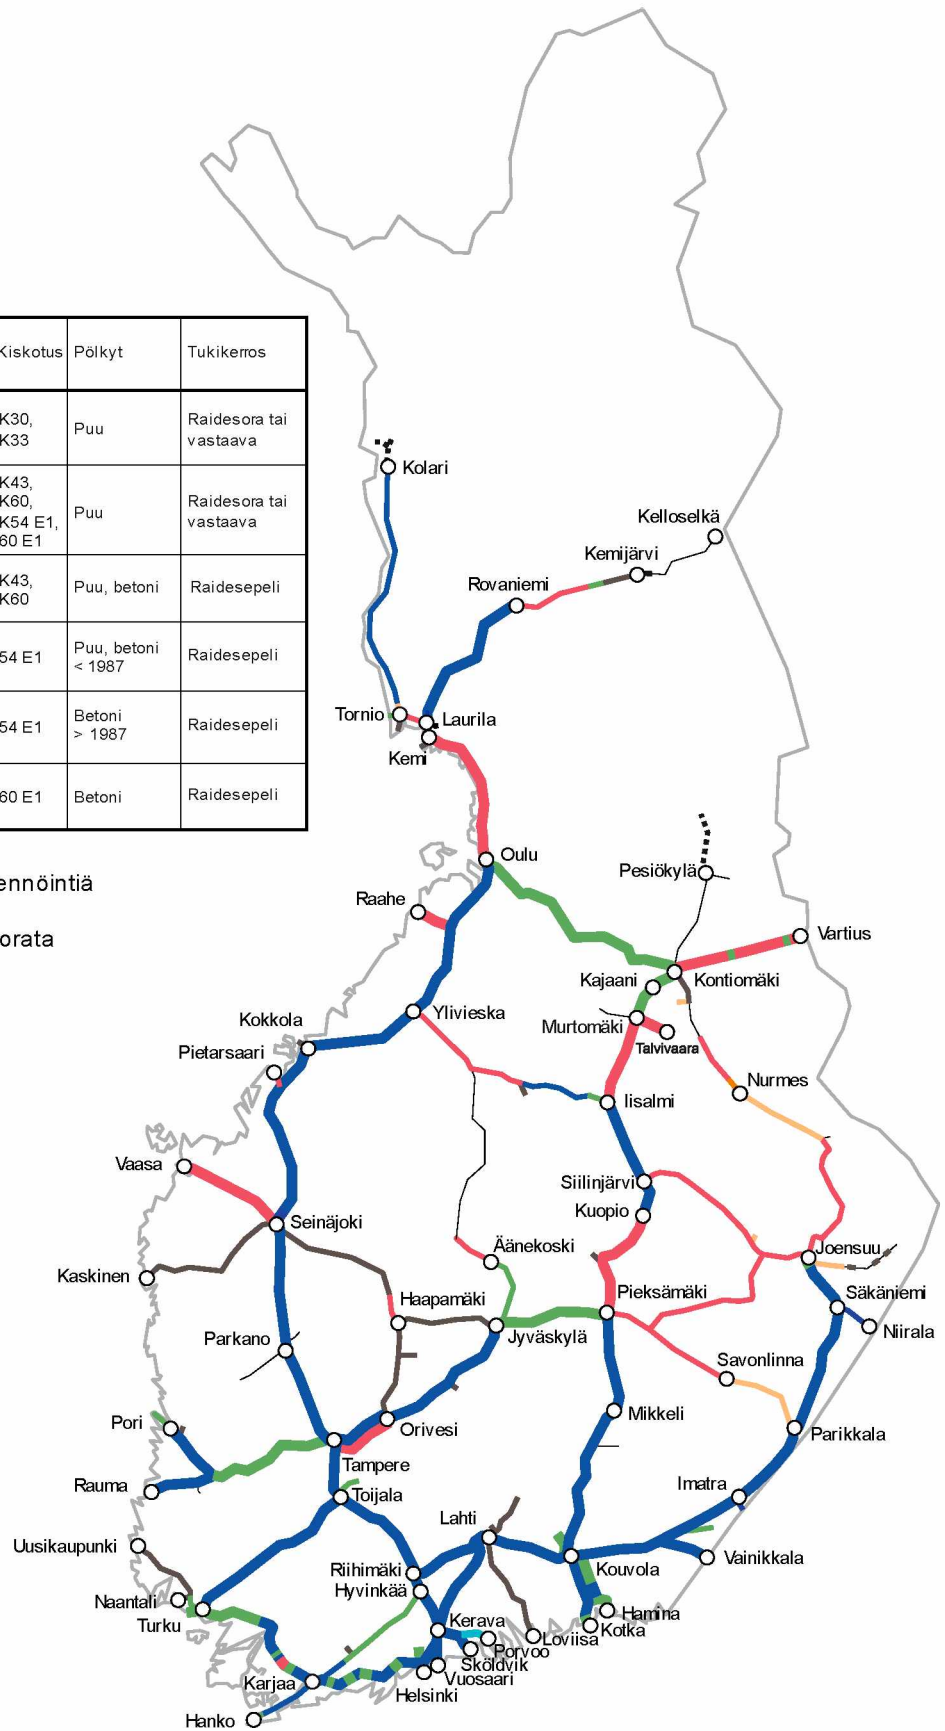 Kiskotus Pölkyt Tukikerros
K30,
K33
Puu
Raidesora tai
vastaava
K43,
K60,
K54 E1,
60 E1
Puu
Raidesora tai
vastaava
K43,
K60
Puu, betoni
Raidesepeli
54 E1
Puu, betoni
< 1987
Raidesepeli
54 E1
Betoni
> 1987
Raidesepeli
60 E1
Betoni
Raidesepeli
ennöintiä
orata
Kolari
Kelloselkä
Kemijärvi
Rovaniemi
Tornio
Laurila
Kemi
Oulu
Pesiökylä
Raahe
Vartius
Kajaani
Kontiomäki
Ylivieska
Murtomäki
Kokkola
Talvivaara
Pietarsaari
Nurmes
Iisalmi
Vaasa
Siilinjärvi
Kuopio
Seinäjoki
Äänekoski
Joensuu
Kaskinen
Haapamäki
Pieksämäki
Säkäniemi
Parkano
Jyväskylä
Niirala
Savonlinna
Mikkeli
Pori
Orivesi
Parikkala
Tampere
Rauma
Toijala
Imatra
Lahti
Uusikaupunki
Riihimäki
Kouvola
Vainikkala
Hyvinkää
Naantali
Turku
Kerava
Hamina
Kotka
Loviisa
Porvoo
Sköldvik
Vuosaari
Karjaa
Helsinki
Hanko